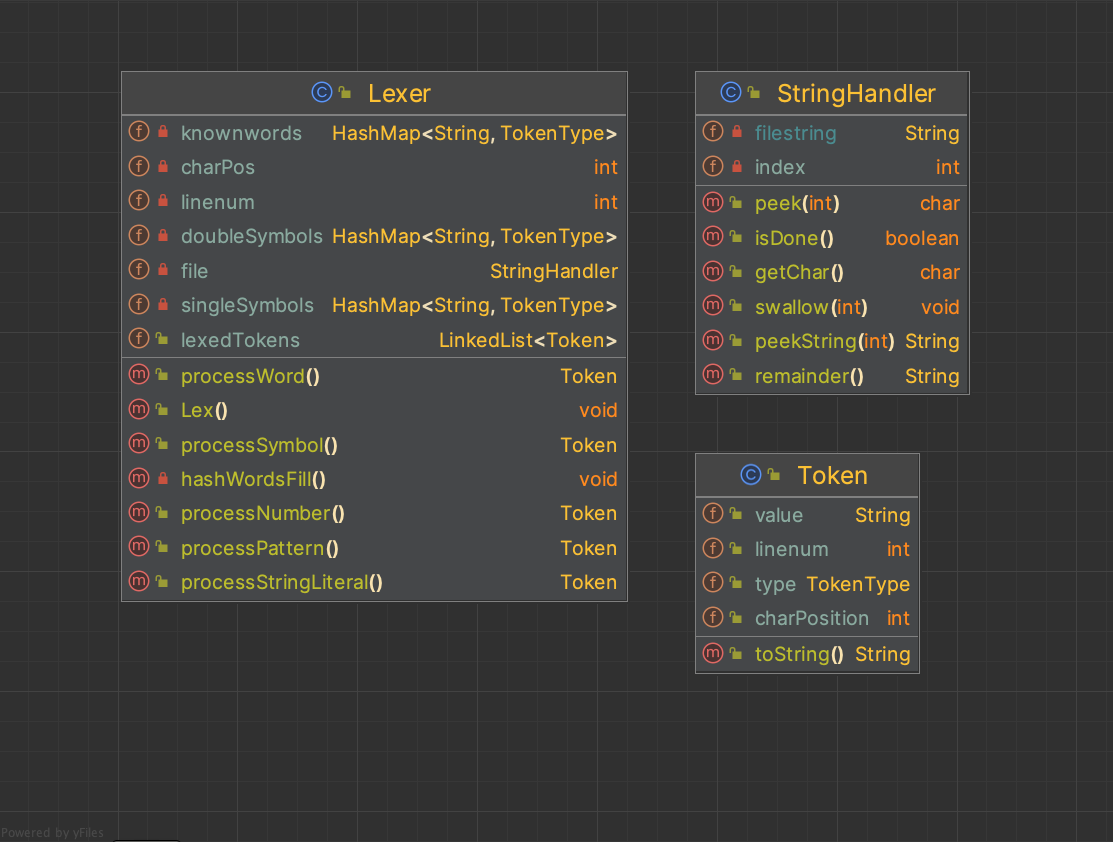 Lexer
knownwords HashMap<String, TokenType>
charPos int
linenum int
doubleSymbols HashMap<String, TokenType>
file StringHandler
singleSymbols HashMap<String, TokenType>
lexedTokens LinkedList<Token>
processWord() Token
Lex() void
processSymbol() Token
hashWordsFill() void
processNumber() Token
processPattern() Token
processStringLiteral() Token
StringHandler
filestring String
index int
peek(int) char
isDone() boolean
getChar() char
swallow(int) void
peekString(int) String
remainder() String
Token
value String
linenum int
type TokenType
charPosition int
toString() String
Powered by yFiles